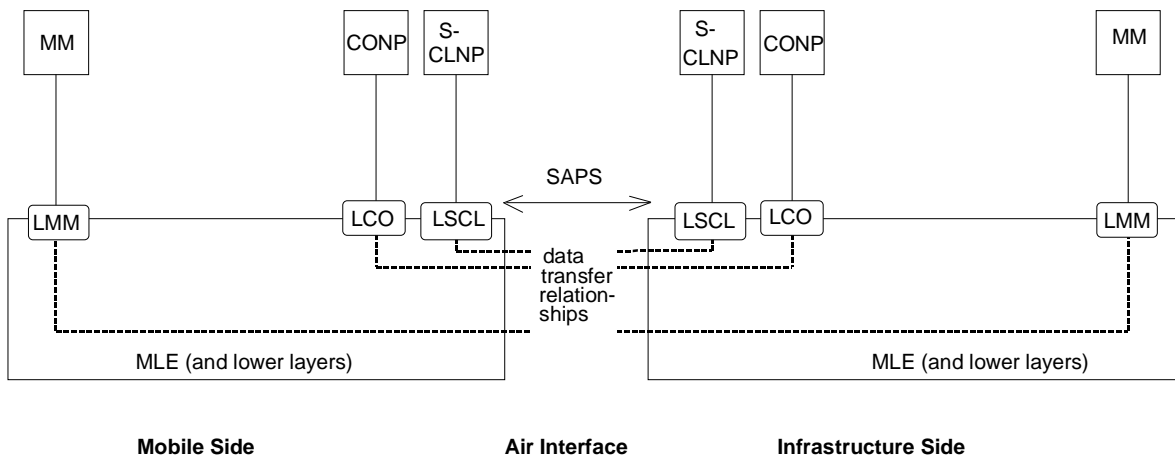 MM CONP S-
CLNP S-
CLNP CONP MM
SAPS
LMM LCO LSCL LSCL LCO LMM
data
transfer
relation-
ships
MLE (and lower layers) MLE (and lower layers)
Mobile Side Air Interface Infrastructure Side